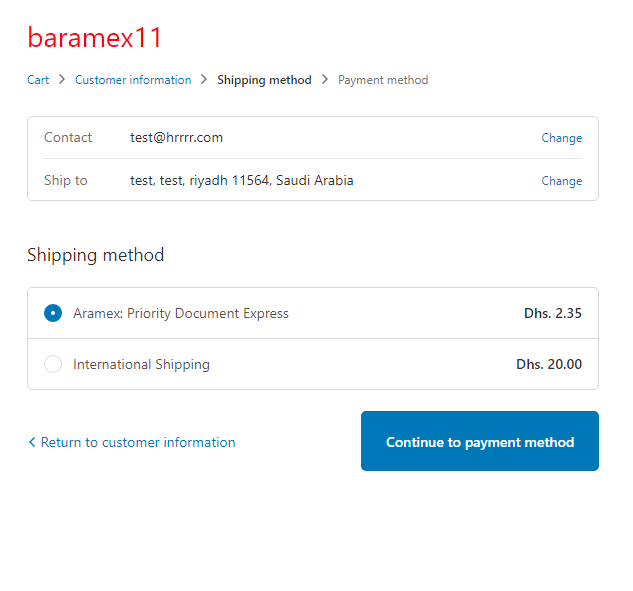 baramex11
Cart > Customer information > Shipping method > Payment method
Contact test@hrrrr.com Change
Ship to test, test, riyadh 11564, Saudi Arabia Change
Shipping method
Aramex: Priority Document Express Dhs. 2.35
International Shipping Dhs. 20.00
< Return to customer information Continue to payment method